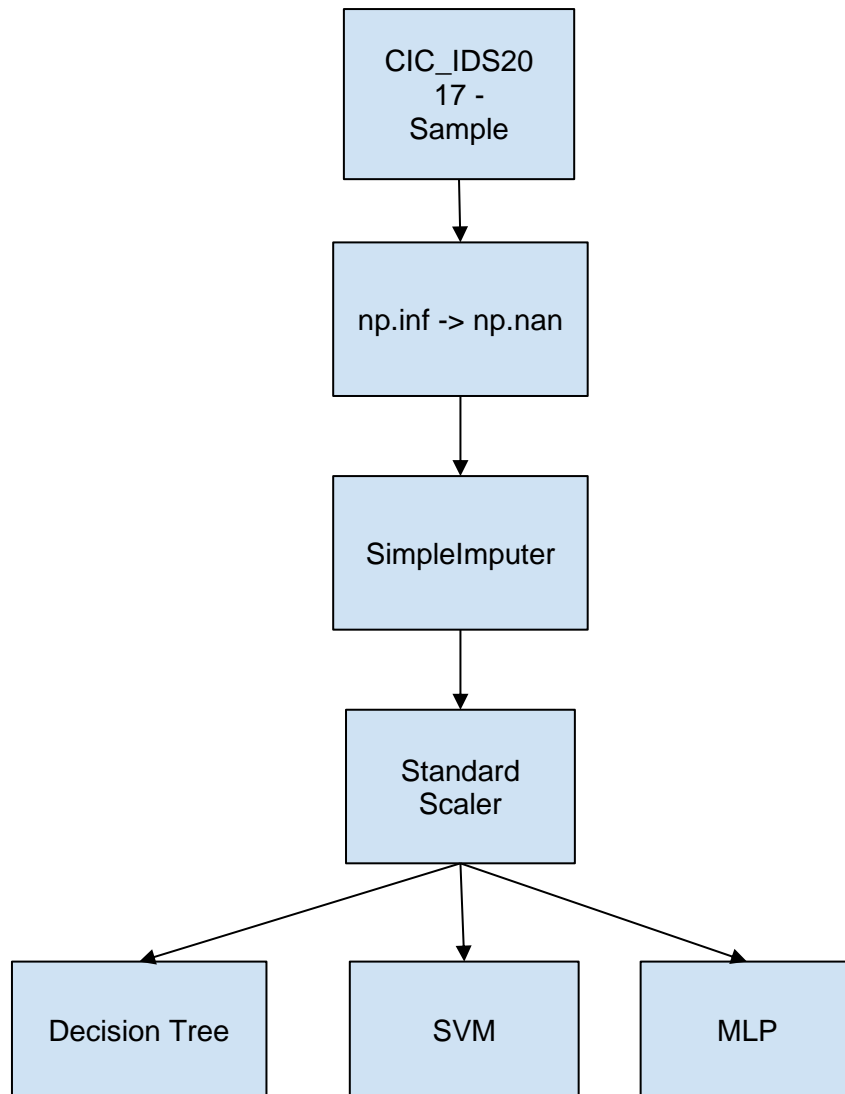 CIC_IDS20
17 -
Sample
np.inf -> np.nan
SimpleImputer
Standard
Scaler
Decision Tree
SVM
MLP